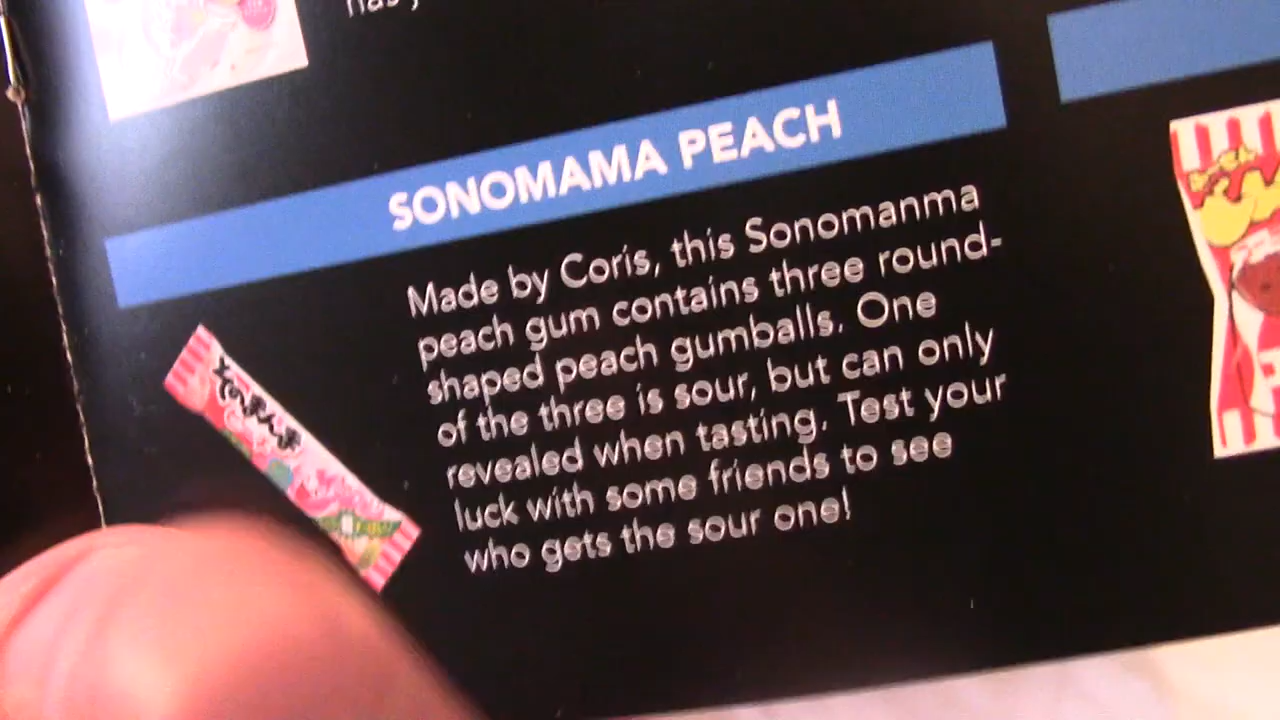 SONOMAMA PEACH
Made by Coris, this Sonomanma
peach gum contains three round-
shaped peach gumballs. One
of the three is sour, but can only
revealed when tasting. Test your
luck with some friends to see
who gets the sour one!